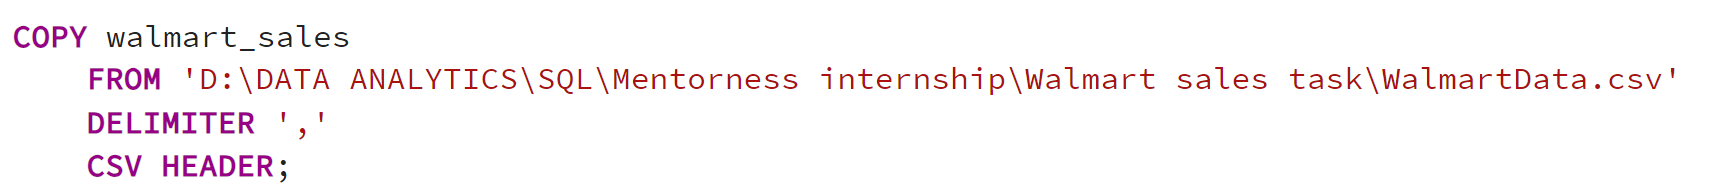 COPY walmart_sales
FROM 'D:\DATA ANALYTICS\SQL\Mentorness internship\Walmart sales task\WalmartData.csv'
DELIMITER ','
CSV HEADER;